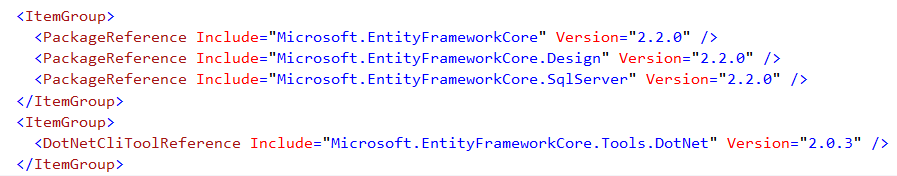 <ItemGroup>
  <PackageReference Include="Microsoft.EntityFrameworkCore" Version="2.2.0" />
  <PackageReference Include="Microsoft.EntityFrameworkCore.Design" Version="2.2.0" />
  <PackageReference Include="Microsoft.EntityFrameworkCore.SqlServer" Version="2.2.0" />
</ItemGroup>
<ItemGroup>
  <DotNetCliToolReference Include="Microsoft.EntityFrameworkCore.Tools.DotNet" Version="2.0.3" />
</ItemGroup>